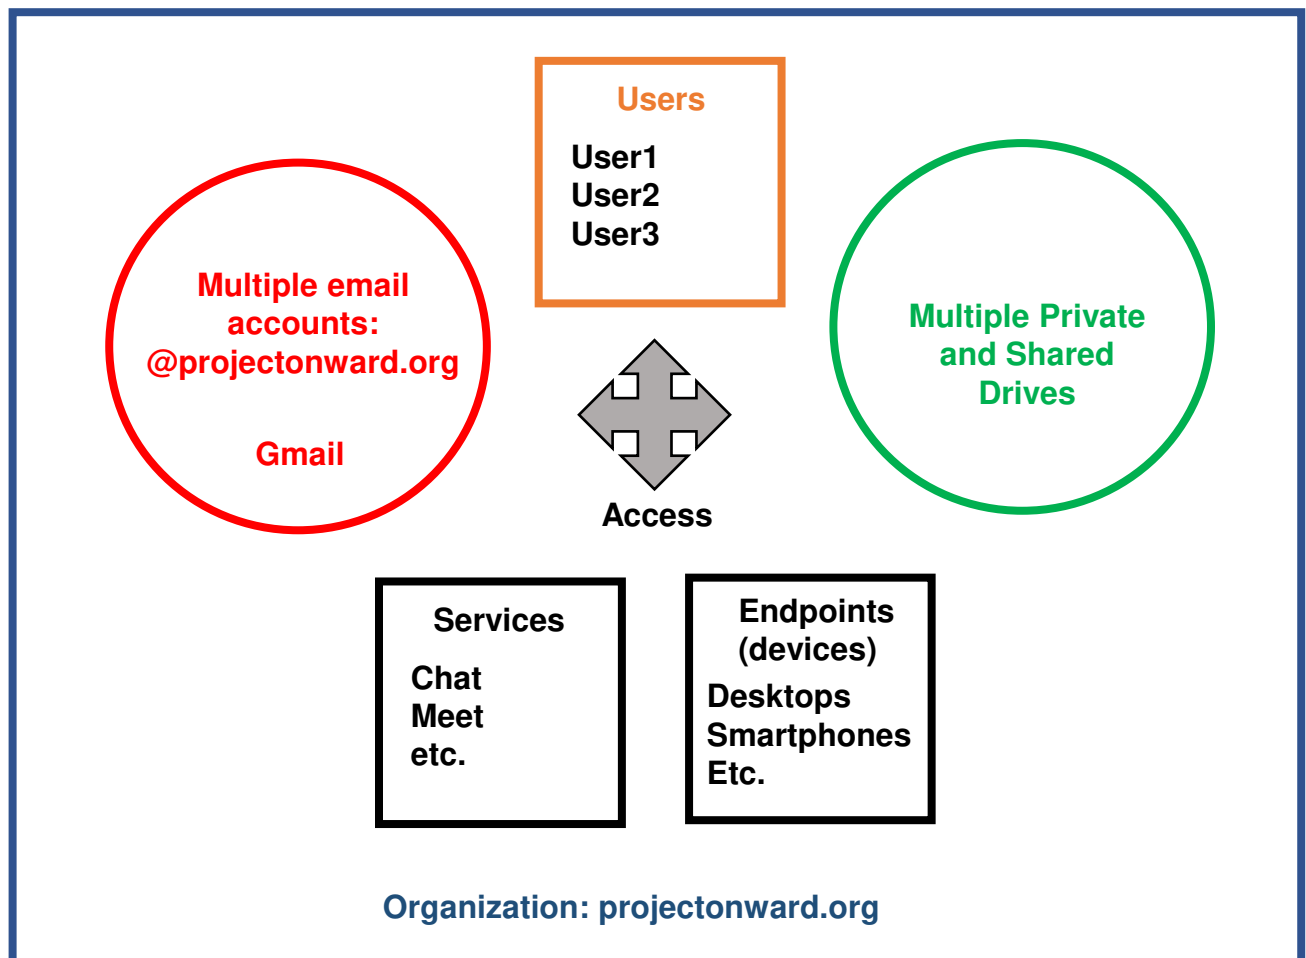 Users
User1
User2
User3
Multiple email
accounts:
@projectonward.org
Gmail
Multiple Private
and Shared
Drives
Access
Services
Chat
Meet
etc.
Endpoints
(devices)
Desktops
Smartphones
Etc.
Organization: projectonward.org